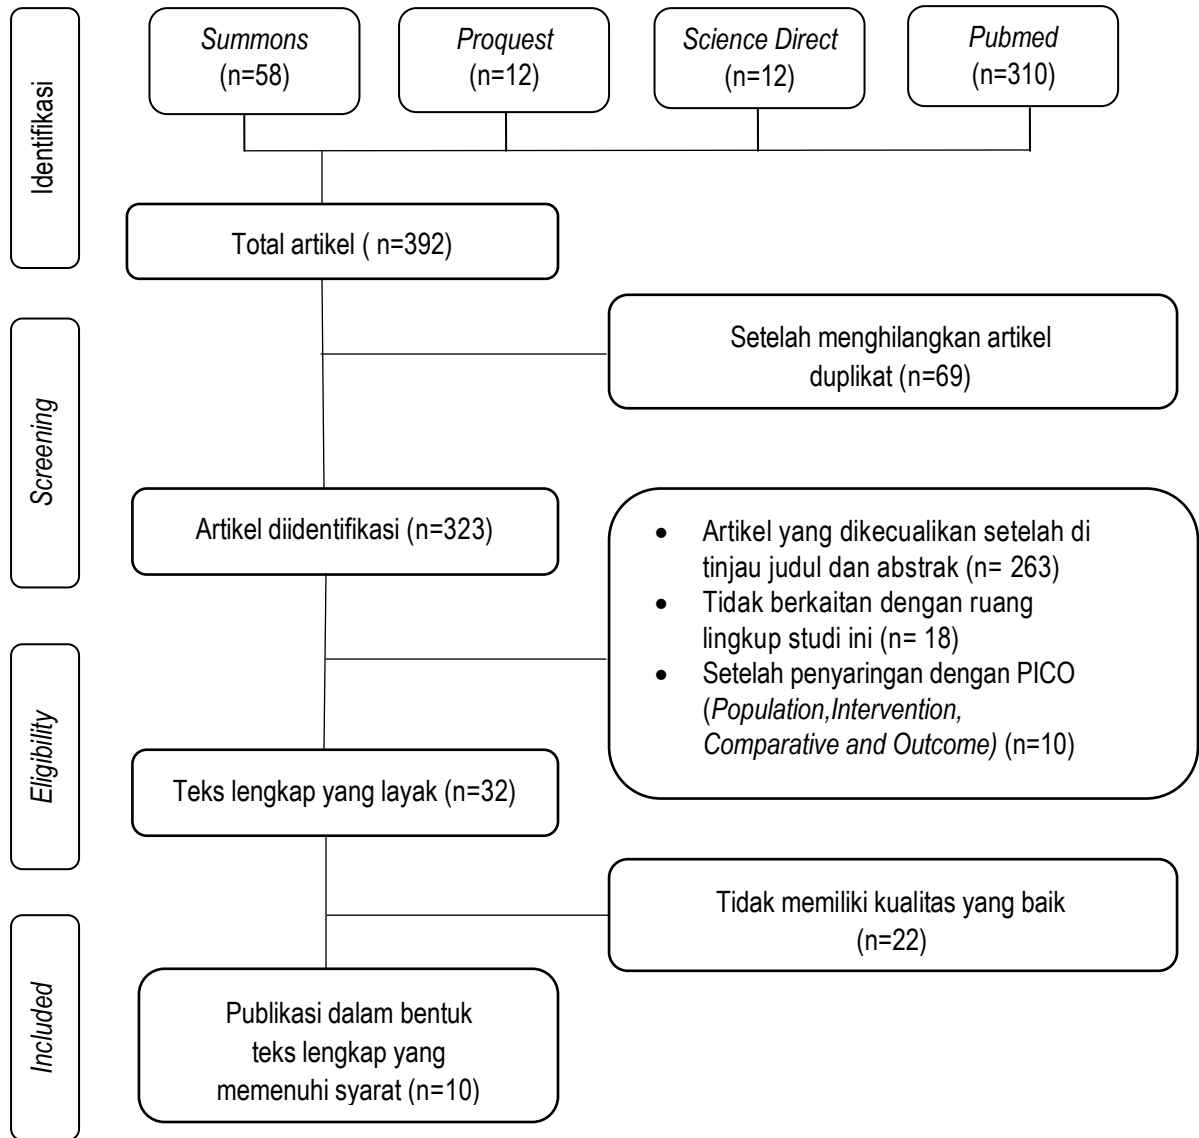 Identifikasi
Summons
(n=58)
Proquest
(n=12)
Science Direct
(n=12)
Pubmed
(n=310)
Total artikel ( n=392)
Screening
Setelah menghilangkan artikel
duplikat (n=69)
Artikel diidentifikasi (n=323)
• Artikel yang dikecualikan setelah di
tinjau judul dan abstrak (n= 263)
• Tidak berkaitan dengan ruang
lingkup studi ini (n= 18)
• Setelah penyaringan dengan PICO
(Population,Intervention,
Comparative and Outcome) (n=10)
Eligibility
Teks lengkap yang layak (n=32)
Tidak memiliki kualitas yang baik
(n=22)
Included
Publikasi dalam bentuk
teks lengkap yang
memenuhi syarat (n=10)